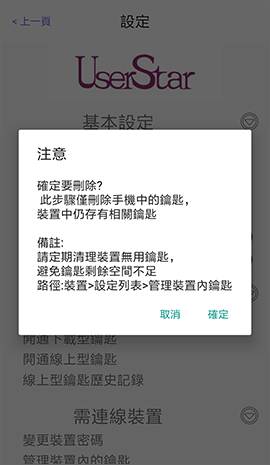 <上一頁 設定
UserStar
基本設定
注意
確定要刪除?
此步驟僅刪除手機中的鑰匙，
裝置中仍存有相關鑰匙
備註:
請定期清理裝置無用鑰匙，
避免鑰匙剩餘空間不足
路徑:裝置>設定列表>管理裝置內鑰匙
取消 確定
開通下載型鑰匙
開通線上型鑰匙
線上型鑰匙歷史記錄
需連線裝置
變更裝置密碼
管理裝置內的鑰匙